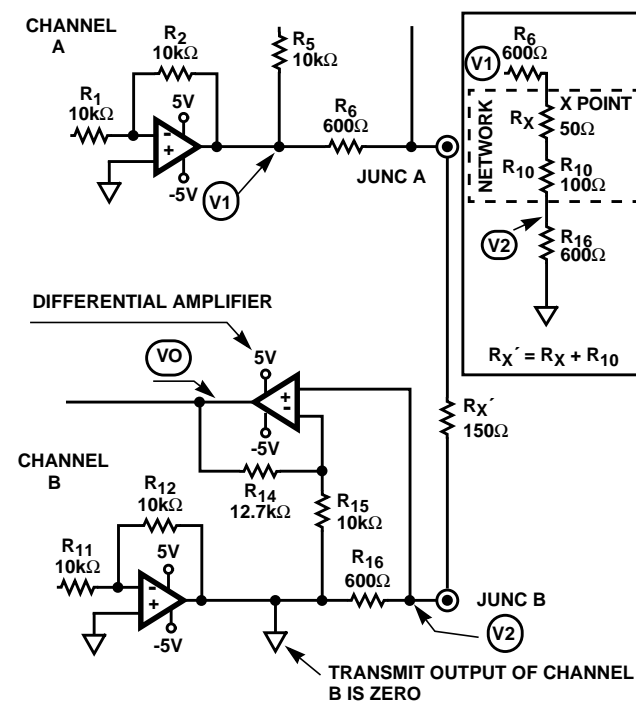 CHANNEL
A
R2
10kΩ
R1
10kΩ
5V
-
+
-5V
R5
10kΩ
R6
600Ω
V1
JUNC A
R6
600Ω
V1
NETWORK
X POINT
RX
50Ω
R10
R10
100Ω
V2
R16
600Ω
RX´ = RX + R10
DIFFERENTIAL AMPLIFIER
VO
5V
+
-
-5V
RX´
150Ω
CHANNEL
B
R14
12.7kΩ
R15
10kΩ
R12
10kΩ
R11
10kΩ
5V
-
+
-5V
R16
600Ω
JUNC B
V2
TRANSMIT OUTPUT OF CHANNEL
B IS ZERO